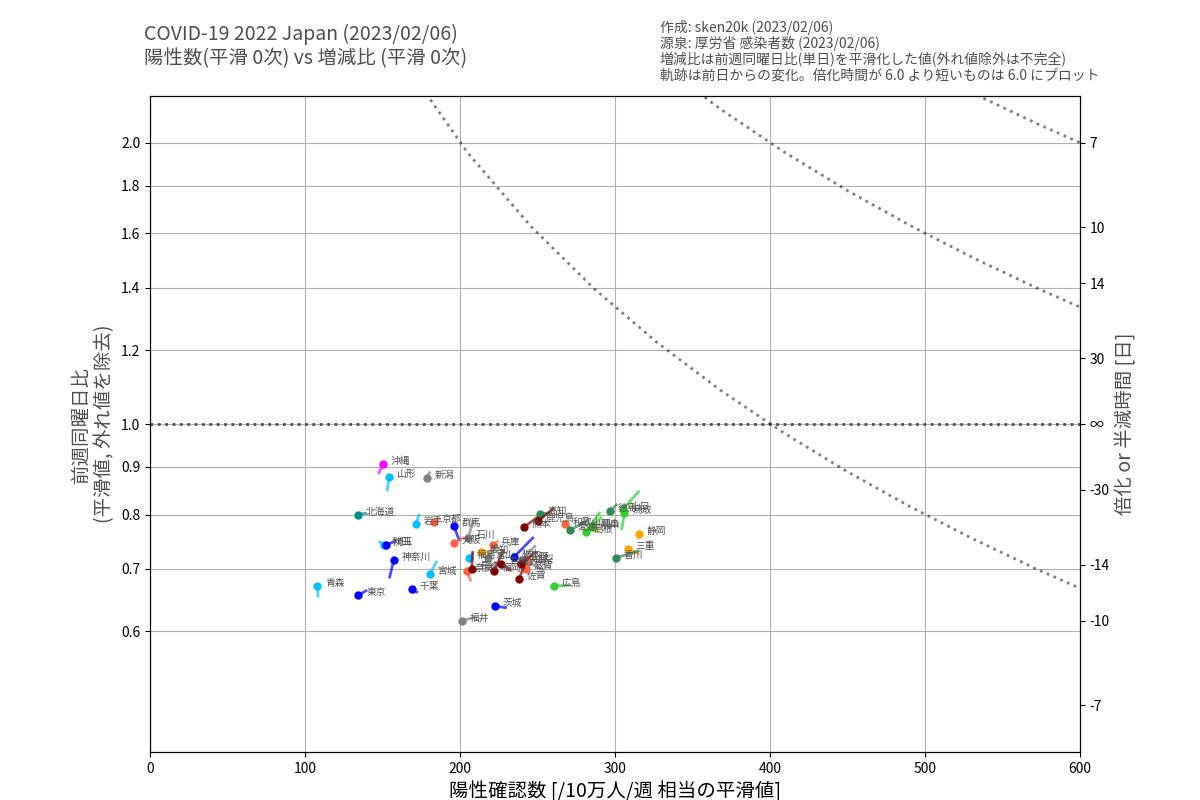 COVID-19 2022 Japan (2023/02/06)
陽性数(平滑 0次) vs 増減比 (平滑 0次)
作成: sken20k (2023/02/06)
源泉: 厚労省 感染者数 (2023/02/06)
増減比は前週同曜日比(単日)を平滑化した値(外れ値除外は不完全)
軌跡は前日からの変化。倍化時間が 6.0 より短いものは 6.0 にプロット
前週同曜日比
(平滑値, 外れ値を除去)
2.0
1.8
1.6
1.4
1.2
1.0
0.9
0.8
0.7
0.6
7
10
14
30
∞
-30
-14
-10
-7
倍化 or 半減時間 [日]
沖縄
山形
新潟
北海道
岩手
京都
群馬
大阪
石川
兵庫
神奈川
宮城
青森
東京
千葉
福井
茨城
佐賀
広島
熊本
鹿児島
静岡
三重
香川
0
100
200
300
400
500
600
陽性確認数 [/10万人/週 相当の平滑値]